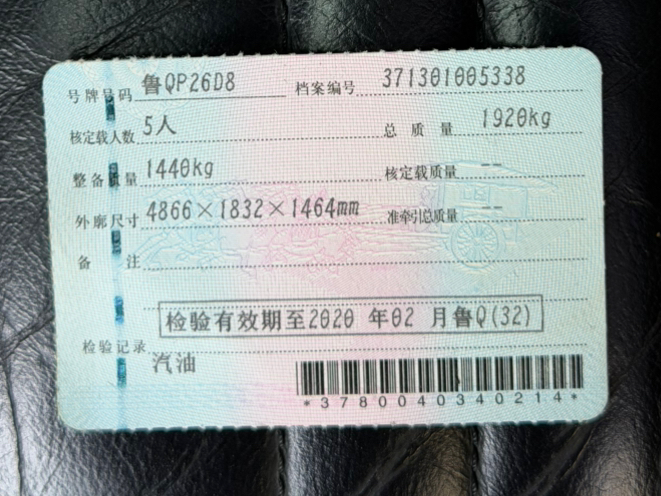 号牌号码 鲁QP26D8 档案编号 371301005338
核定载人数 5人 总质量 1920kg
整备质量 1440kg 核定载质量 --
外廓尺寸 4866×1832×1464mm 准牵引总质量 --
备注
检验有效期至2020 年02 月鲁Q(32)
检验记录
汽油
*3780040340214*